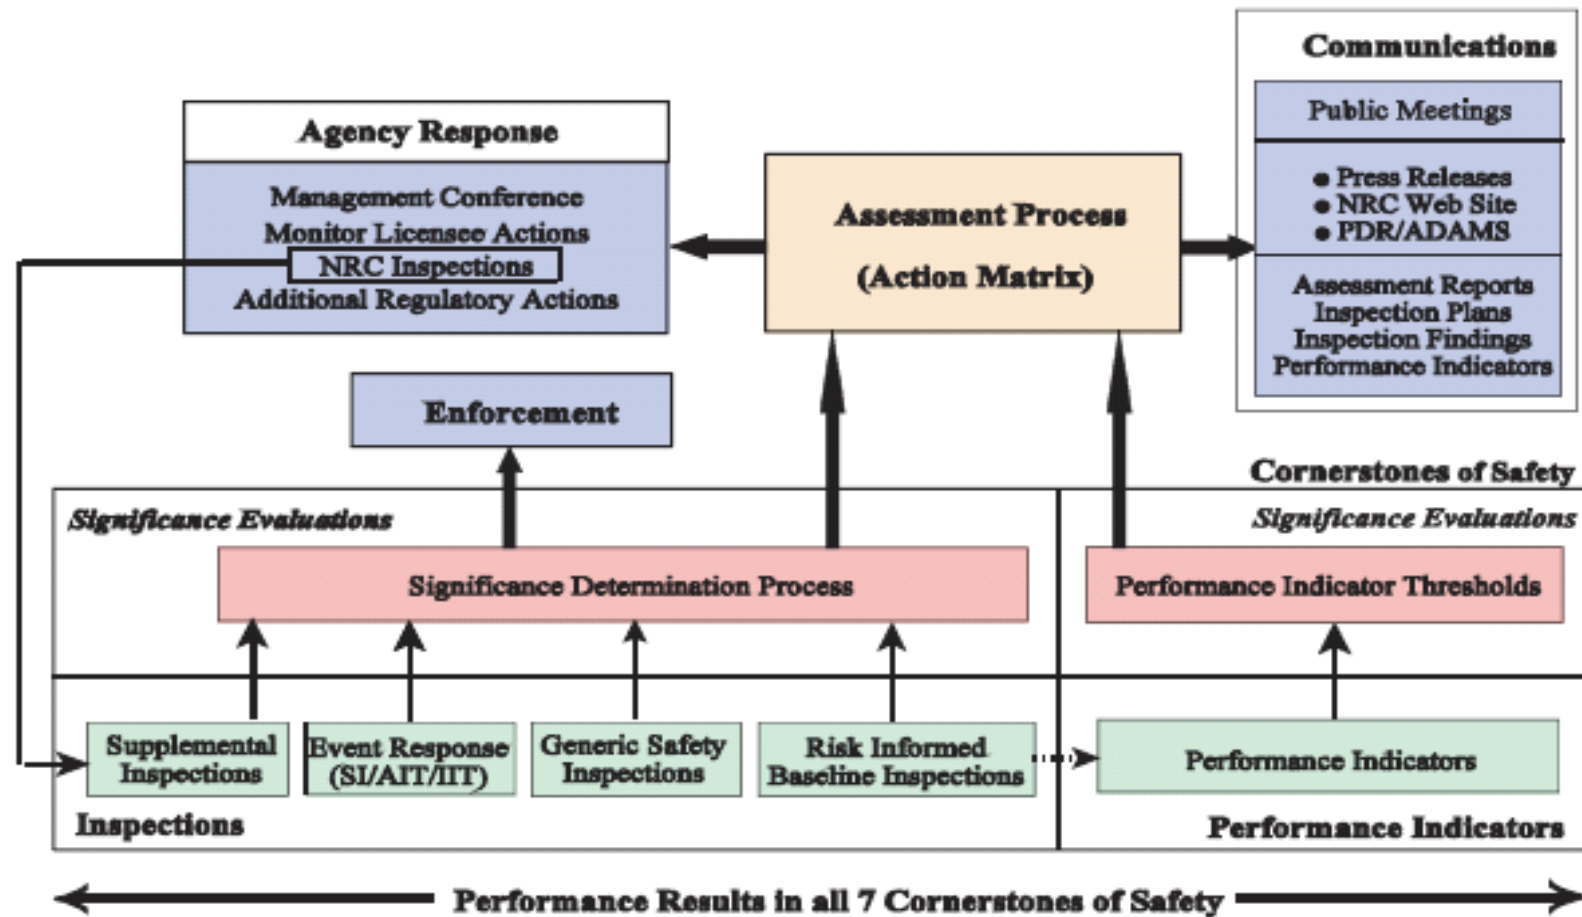 Communications
Public Meetings
● Press Releases
● NRC Web Site
● PDR/ADAMS
Assessment Reports
Inspection Plans
Inspection Findings
Performance Indicators
Agency Response
Management Conference
Monitor Licensee Actions
NRC Inspections
Additional Regulatory Actions
Assessment Process
(Action Matrix)
Enforcement
Cornerstones of Safety
Significance Evaluations
Significance Evaluations
Significance Determination Process
Performance Indicator Thresholds
Supplemental
Inspections
Event Response
(SI/AIT/IIT)
Generic Safety
Inspections
Risk Informed
Baseline Inspections
Performance Indicators
Inspections
Performance Indicators
Performance Results in all 7 Cornerstones of Safety